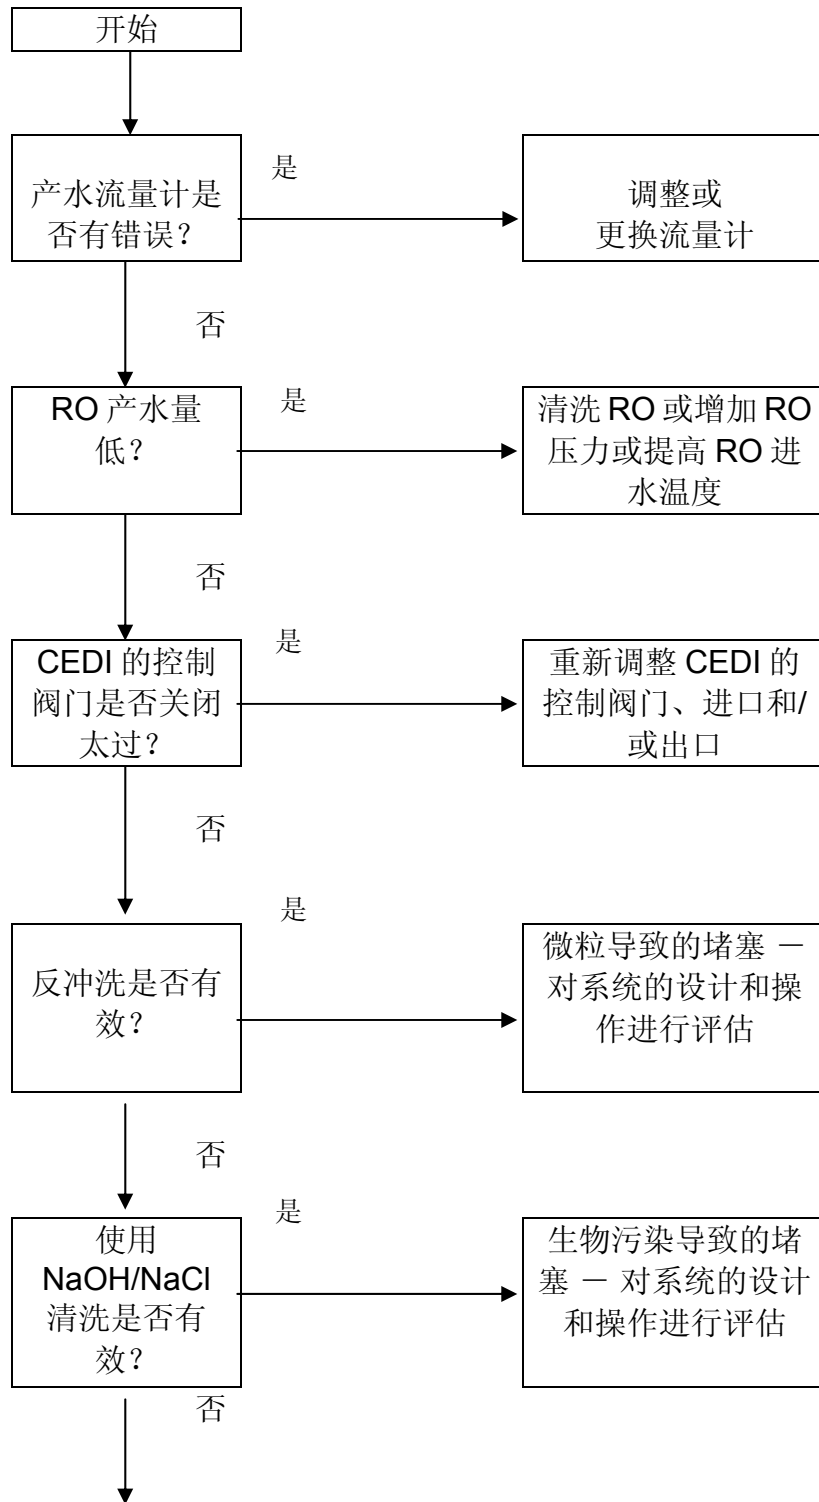 开始
产水流量计是
否有错误？
是
调整或
更换流量计
否
RO 产水量
低？
是
清洗 RO 或增加 RO
压力或提高 RO 进
水温度
否
CEDI 的控制
阀门是否关闭
太过？
是
重新调整 CEDI 的
控制阀门、进口和/
或出口
否
反冲洗是否有
效？
是
微粒导致的堵塞 －
对系统的设计和操
作进行评估
否
使用
NaOH/NaCl
清洗是否有
效？
是
生物污染导致的堵
塞 － 对系统的设计
和操作进行评估
否